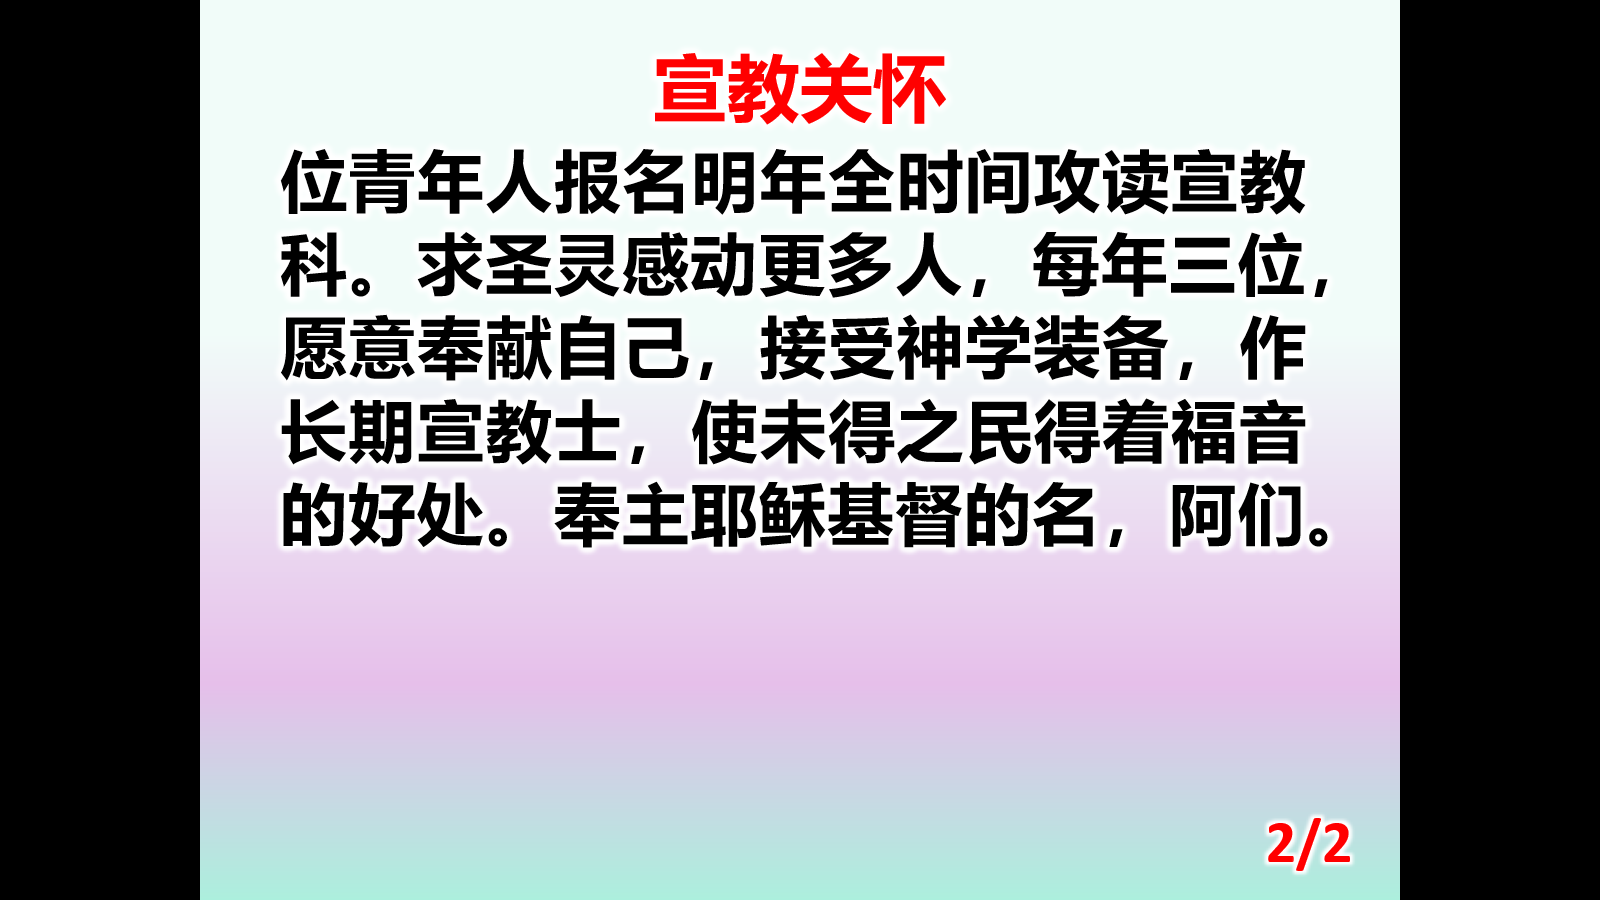 宣教关怀
位青年人报名明年全时间攻读宣教
科。求圣灵感动更多人，每年三位，
愿意奉献自己，接受神学装备，作
长期宣教士，使未得之民得着福音
的好处。奉主耶稣基督的名，阿们。
2/2